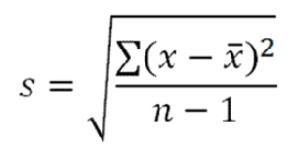 s = √(∑(x − x̄)² / (n − 1))